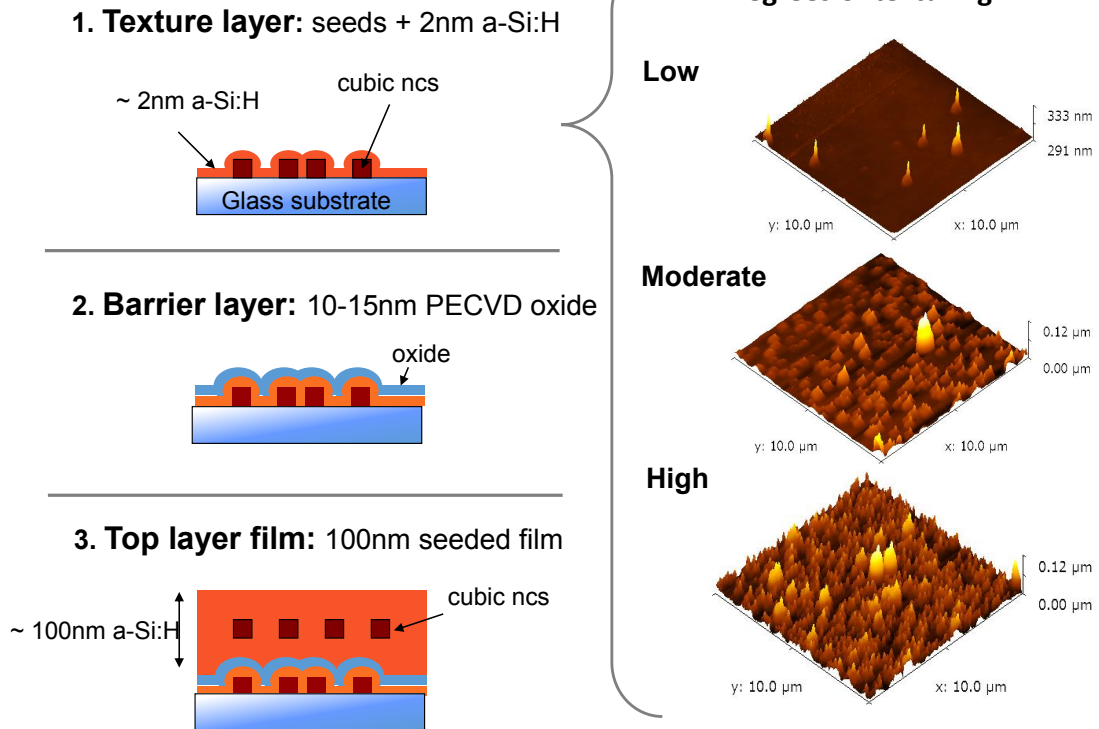 1. Texture layer: seeds + 2nm a-Si:H
~ 2nm a-Si:H
cubic ncs
Glass substrate
2. Barrier layer: 10-15nm PECVD oxide
oxide
3. Top layer film: 100nm seeded film
cubic ncs
~ 100nm a-Si:H
Low
333 nm
291 nm
y: 10.0 µm
x: 10.0 µm
Moderate
0.12 µm
0.00 µm
y: 10.0 µm
x: 10.0 µm
High
0.12 µm
0.00 µm
y: 10.0 µm
x: 10.0 µm